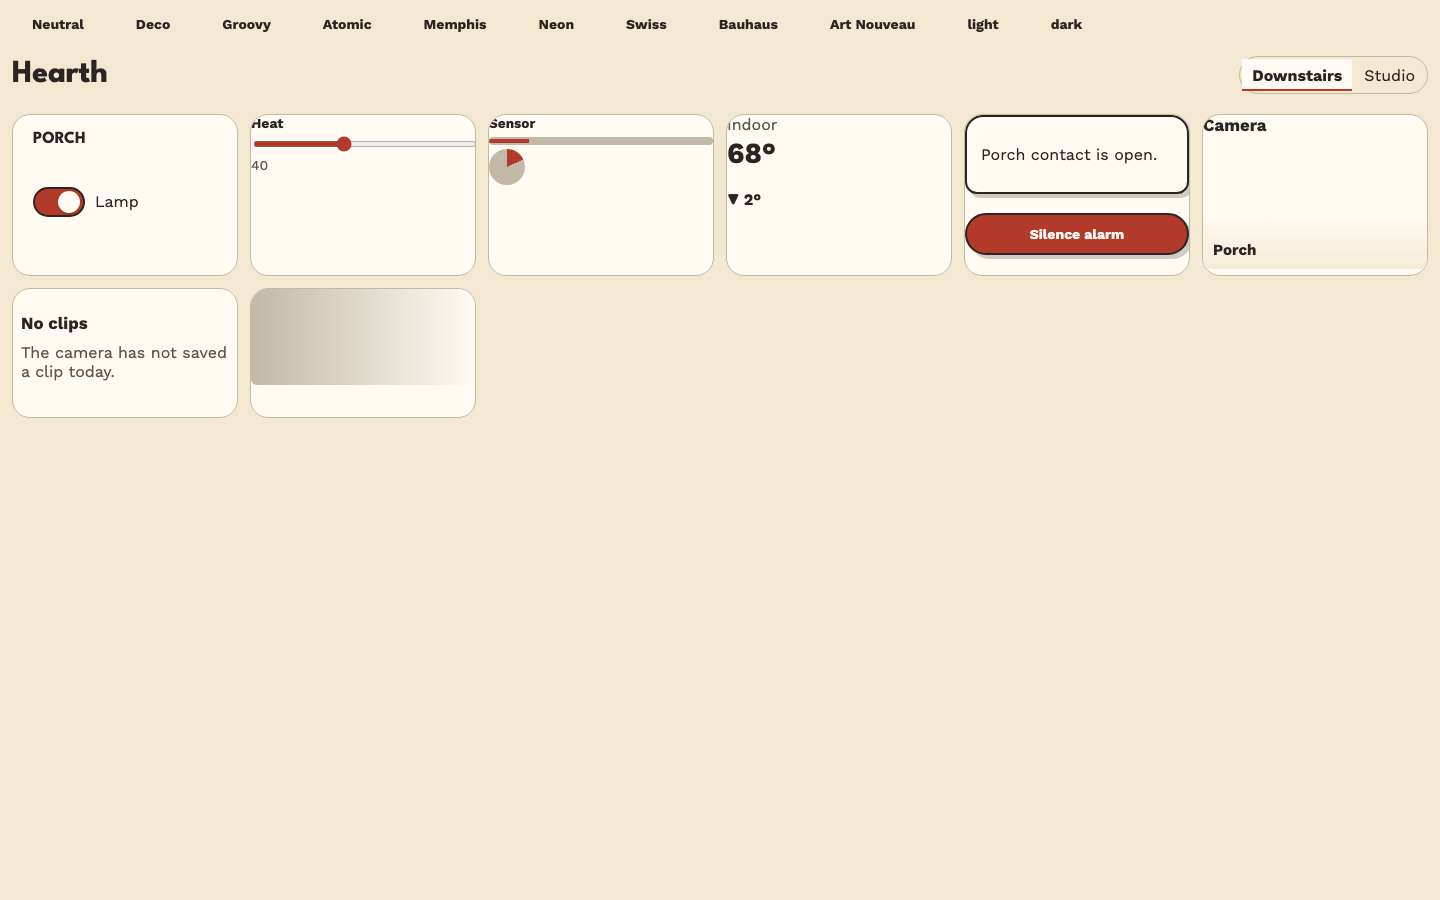 Neutral Deco Groovy Atomic Memphis Neon Swiss Bauhaus Art Nouveau light dark
Hearth
Downstairs Studio
PORCH
Lamp
Heat
40
Sensor
Indoor
68°
▼ 2°
Porch contact is open.
Silence alarm
Camera
Porch
No clips
The camera has not saved
a clip today.